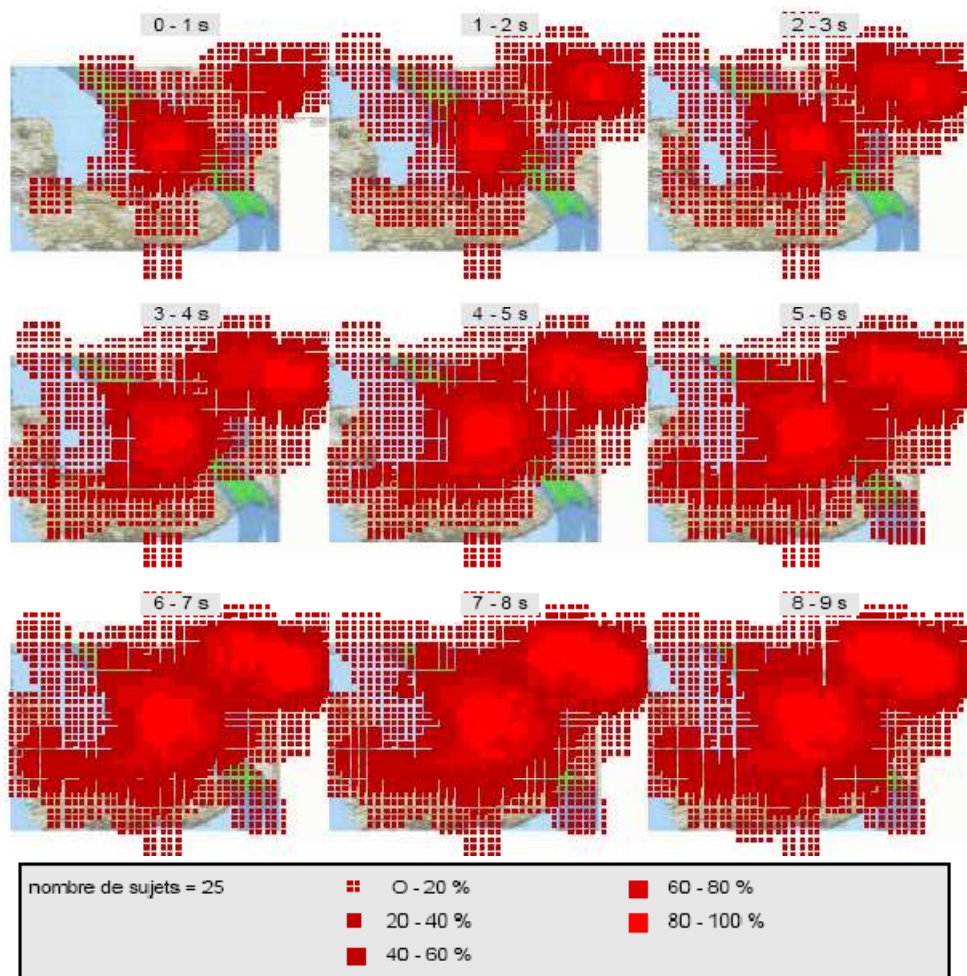 0 - 1 s
1 - 2 s
2 - 3 s
3 - 4 s
4 - 5 s
5 - 6 s
6 - 7 s
7 - 8 s
8 - 9 s
nombre de sujets = 25
O - 20 %
60 - 80 %
20 - 40 %
80 - 100 %
40 - 60 %